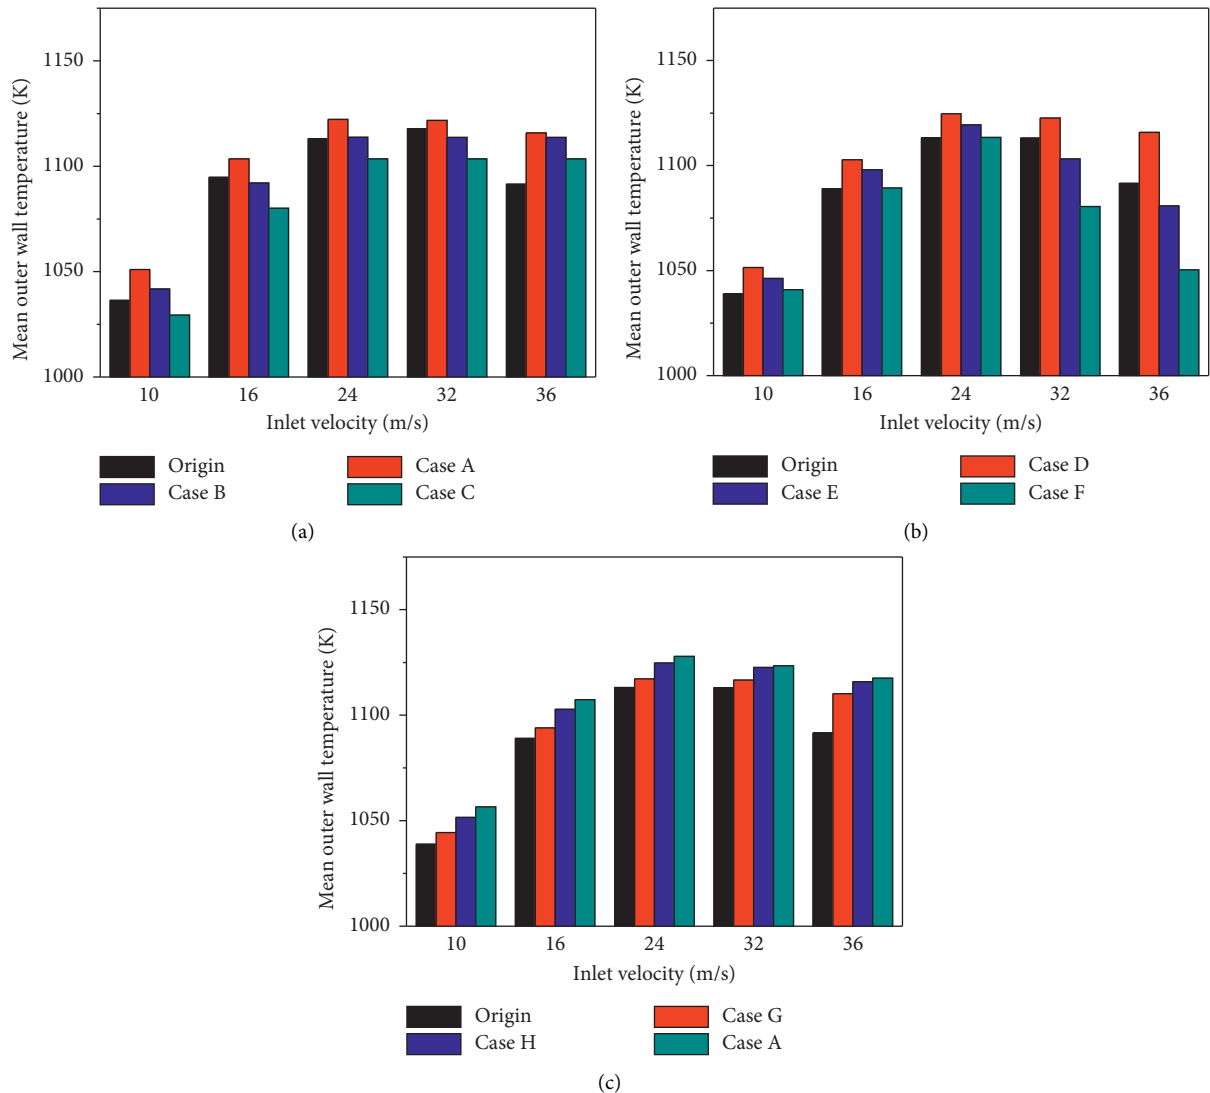 Mean outer wall temperature (K)
1150
1100
1050
1000
10 16 24 32 36
Inlet velocity (m/s)
Origin Case A
Case B Case C
(a)
Mean outer wall temperature (K)
1150
1100
1050
1000
10 16 24 32 36
Inlet velocity (m/s)
Origin Case D
Case E Case F
(b)
Mean outer wall temperature (K)
1150
1100
1050
1000
10 16 24 32 36
Inlet velocity (m/s)
Origin Case G
Case H Case A
(c)